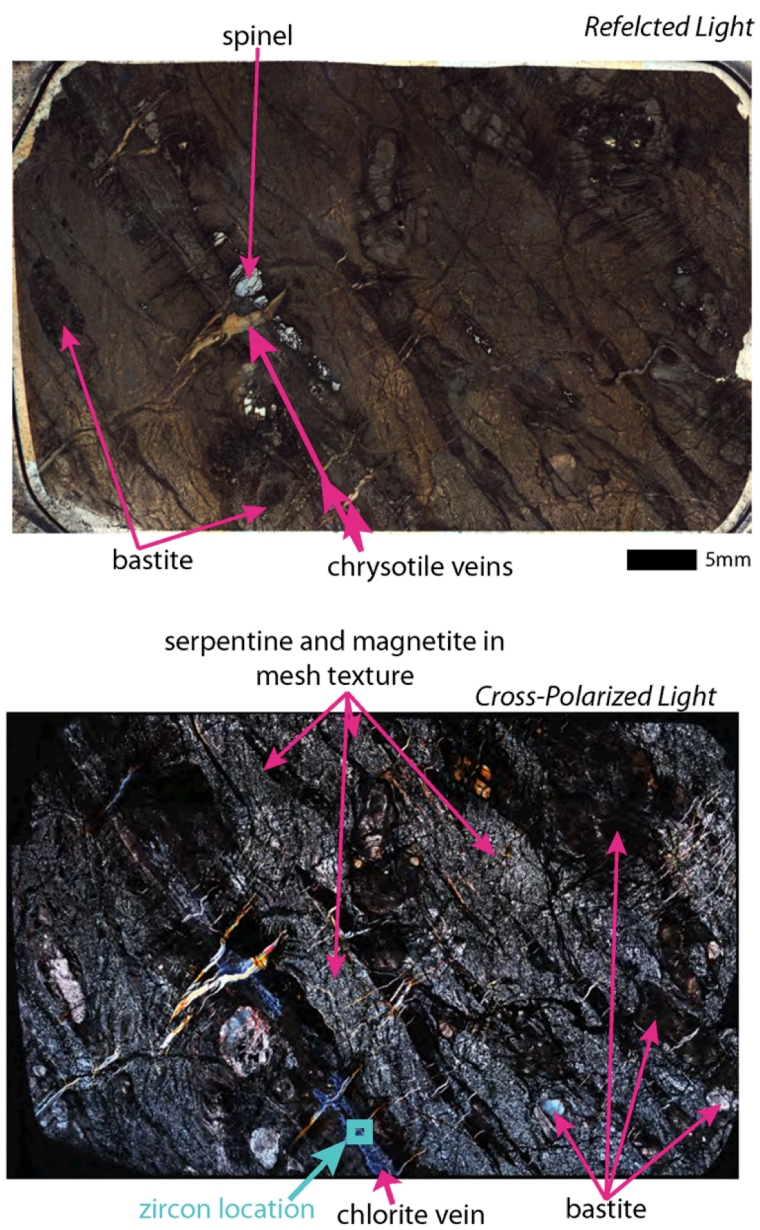 Refelcted Light
spinel
bastite
chrysotile veins
5mm
serpentine and magnetite in
mesh texture
Cross-Polarized Light
zircon location
chlorite vein
bastite